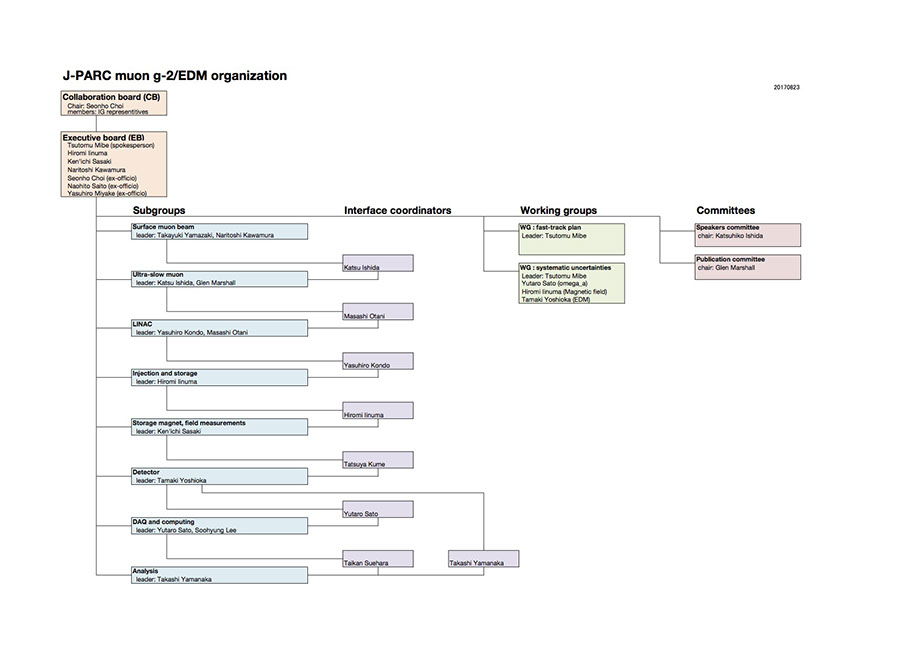 J-PARC muon g-2/EDM organization
20170823
Collaboration board (CB)
Chair: Seonho Choi
members: IG representitives
Executive board (EB)
Tsutomu Mibe (spokesperson)
Hiromi Iinuma
Ken'ichi Sasaki
Naritoshi Kawamura
Seonho Choi (ex-officio)
Naohito Saito (ex-officio)
Yasuhiro Miyake (ex-officio)
Subgroups
Interface coordinators
Working groups
Committees
Surface muon beam
leader: Takayuki Yamazaki, Naritoshi Kawamura
Katsu Ishida
Ultra-slow muon
leader: Katsu Ishida, Glen Marshall
Masashi Otani
LINAC
leader: Yasuhiro Kondo, Masashi Otani
Yasuhiro Kondo
Injection and storage
leader: Hiromi Iinuma
Hiromi Iinuma
Storage magnet, field measurements
leader: Ken'ichi Sasaki
Tatsuya Kume
Detector
leader: Tamaki Yoshioka
Yutaro Sato
DAQ and computing
leader: Yutaro Sato, Soohyung Lee
Taikan Suehara
Takashi Yamanaka
Analysis
leader: Takashi Yamanaka
WG : fast-track plan
Leader: Tsutomu Mibe
WG : systematic uncertainties
Leader: Tsutomu Mibe
Yutaro Sato (omega_a)
Hiromi Iinuma (Magnetic field)
Tamaki Yoshioka (EDM)
Speakers committee
chair: Katsuhiko Ishida
Publication committee
chair: Glen Marshall